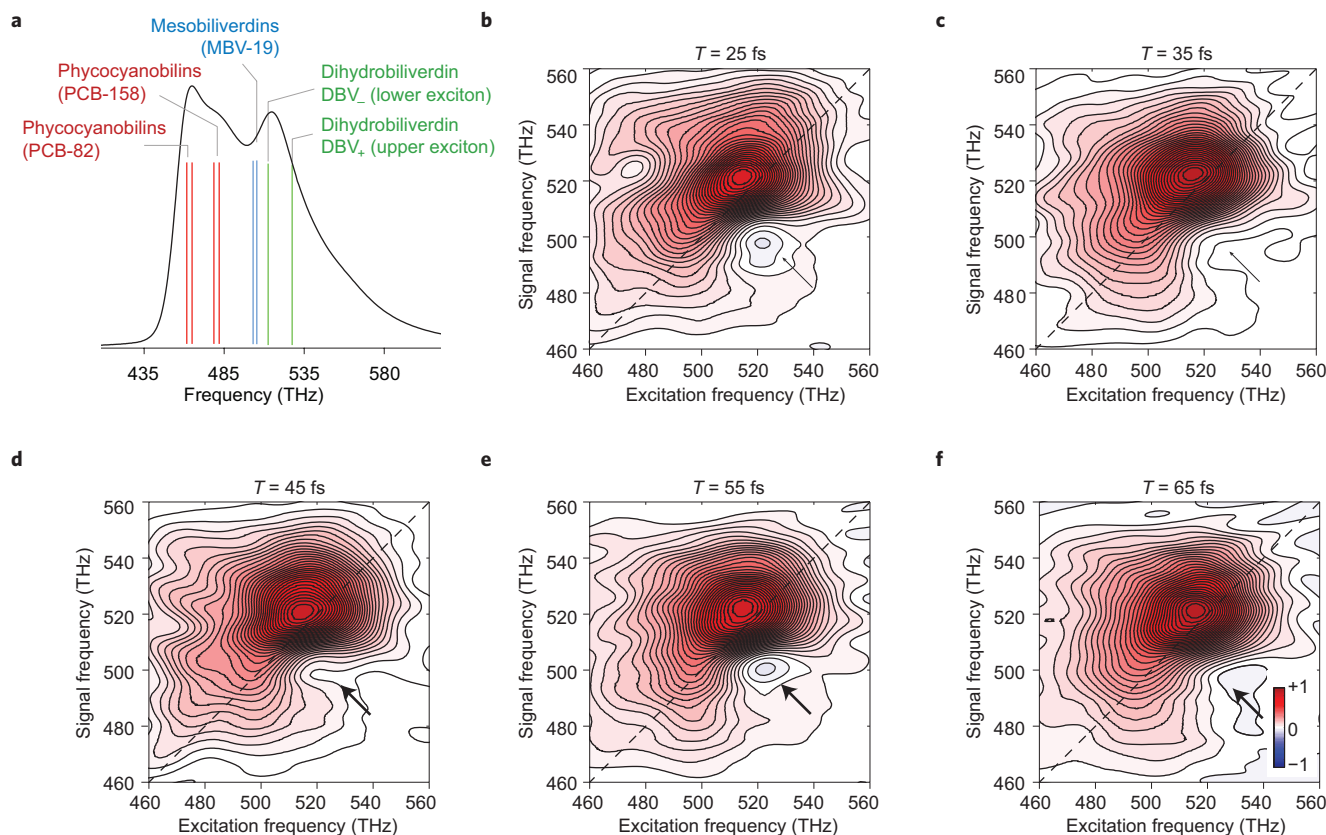 a
Mesobiliverdins
(MBV-19)
Phycocyanobilins
(PCB-158)
Dihydrobiliverdin
DBV₋ (lower exciton)
Phycocyanobilins
(PCB-82)
Dihydrobiliverdin
DBV₊ (upper exciton)
435 485 535 580
Frequency (THz)
b
T = 25 fs
Signal frequency (THz)
560
540
520
500
480
460
460 480 500 520 540 560
Excitation frequency (THz)
c
T = 35 fs
Signal frequency (THz)
560
540
520
500
480
460
460 480 500 520 540 560
Excitation frequency (THz)
d
T = 45 fs
Signal frequency (THz)
560
540
520
500
480
460
460 480 500 520 540 560
Excitation frequency (THz)
e
T = 55 fs
Signal frequency (THz)
560
540
520
500
480
460
460 480 500 520 540 560
Excitation frequency (THz)
f
T = 65 fs
Signal frequency (THz)
560
540
520
500
480
460
+1
0
−1
460 480 500 520 540 560
Excitation frequency (THz)